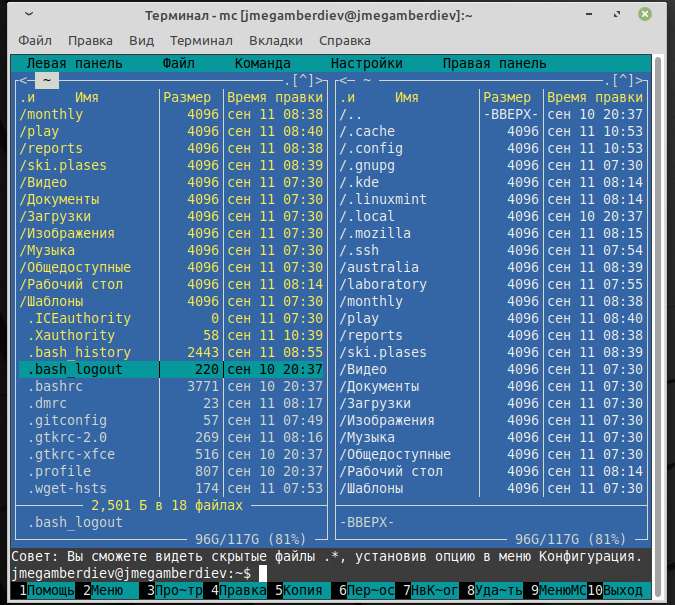 Терминал - mc [jmegamberdiev@jmegamberdiev]:~
Файл Правка Вид Терминал Вкладки Справка
Левая панель Файл Команда Настройки Правая панель
<─ ~ .[^]> <─ ~ .[^]>
.и Имя Размер Время правки .и Имя Размер Время правки
/monthly 4096 сен 11 08:38 /.. -ВВЕРХ- сен 10 20:37
/play 4096 сен 11 08:40 /.cache 4096 сен 11 10:53
/reports 4096 сен 11 08:38 /.config 4096 сен 11 10:53
/ski.plases 4096 сен 11 08:39 /.gnupg 4096 сен 11 07:30
/Видео 4096 сен 11 07:30 /.kde 4096 сен 11 08:14
/Документы 4096 сен 11 07:30 /.linuxmint 4096 сен 11 08:14
/Загрузки 4096 сен 11 07:30 /.local 4096 сен 10 20:37
/Изображения 4096 сен 11 07:30 /.mozilla 4096 сен 11 08:15
/Музыка 4096 сен 11 07:30 /.ssh 4096 сен 11 07:54
/Общедоступные 4096 сен 11 07:30 /australia 4096 сен 11 08:39
/Рабочий стол 4096 сен 11 08:14 /laboratory 4096 сен 11 07:55
/Шаблоны 4096 сен 11 07:30 /monthly 4096 сен 11 08:38
.ICEauthority 0 сен 11 07:30 /play 4096 сен 11 08:40
.Xauthority 58 сен 11 10:39 /reports 4096 сен 11 08:38
.bash_history 2443 сен 11 08:55 /ski.plases 4096 сен 11 08:39
.bash_logout 220 сен 10 20:37 /Видео 4096 сен 11 07:30
.bashrc 3771 сен 10 20:37 /Документы 4096 сен 11 07:30
.dmrc 23 сен 11 08:17 /Загрузки 4096 сен 11 07:30
.gitconfig 57 сен 11 07:49 /Изображения 4096 сен 11 07:30
.gtkrc-2.0 269 сен 11 08:16 /Музыка 4096 сен 11 07:30
.gtkrc-xfce 516 сен 10 20:37 /Общедоступные 4096 сен 11 07:30
.profile 807 сен 10 20:37 /Рабочий стол 4096 сен 11 08:14
.wget-hsts 174 сен 11 07:53 /Шаблоны 4096 сен 11 07:30
2,501 Б в 18 файлах
.bash_logout -ВВЕРХ-
96G/117G (81%) 96G/117G (81%)
Совет: Вы сможете видеть скрытые файлы .*, установив опцию в меню Конфигурация.
jmegamberdiev@jmegamberdiev:~$
1Помощь 2Меню 3Про~тр 4Правка 5Копия 6Пер~ос 7НвК~ог 8Уда~ть 9МенюМС 10Выход